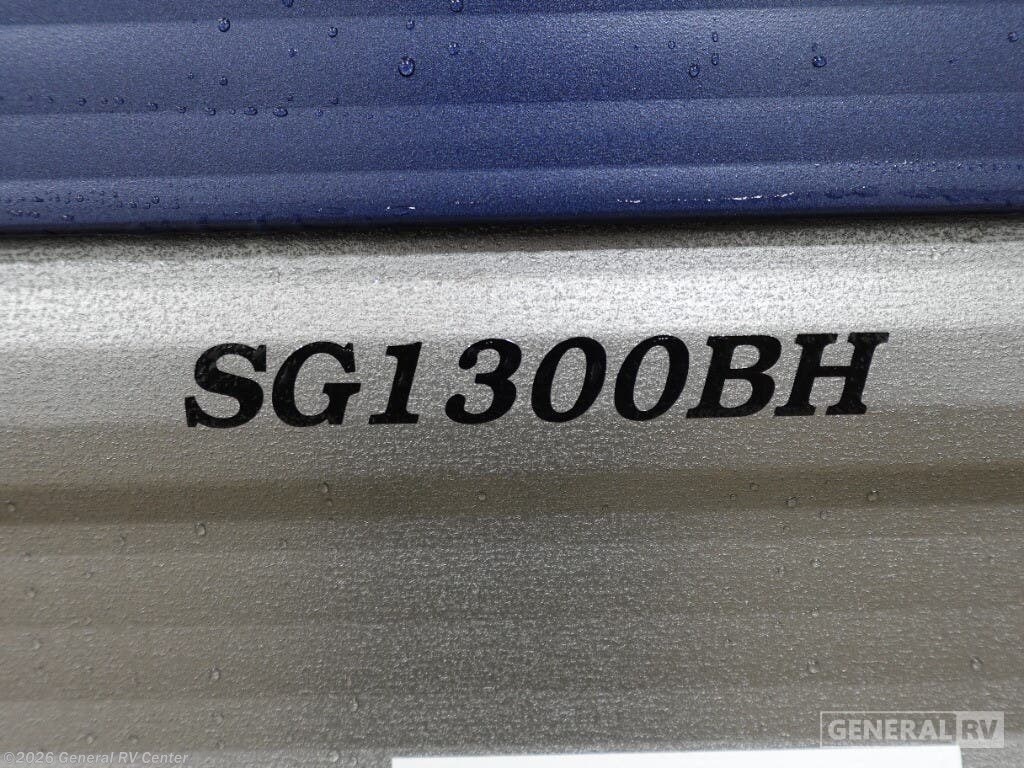 SG1300BH
GENERAL RV
©2026 General RV Center